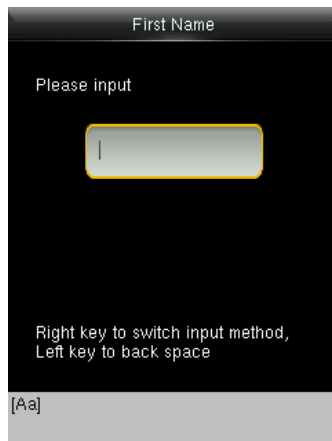 First Name
Please input
Right key to switch input method,
Left key to back space
[Aa]